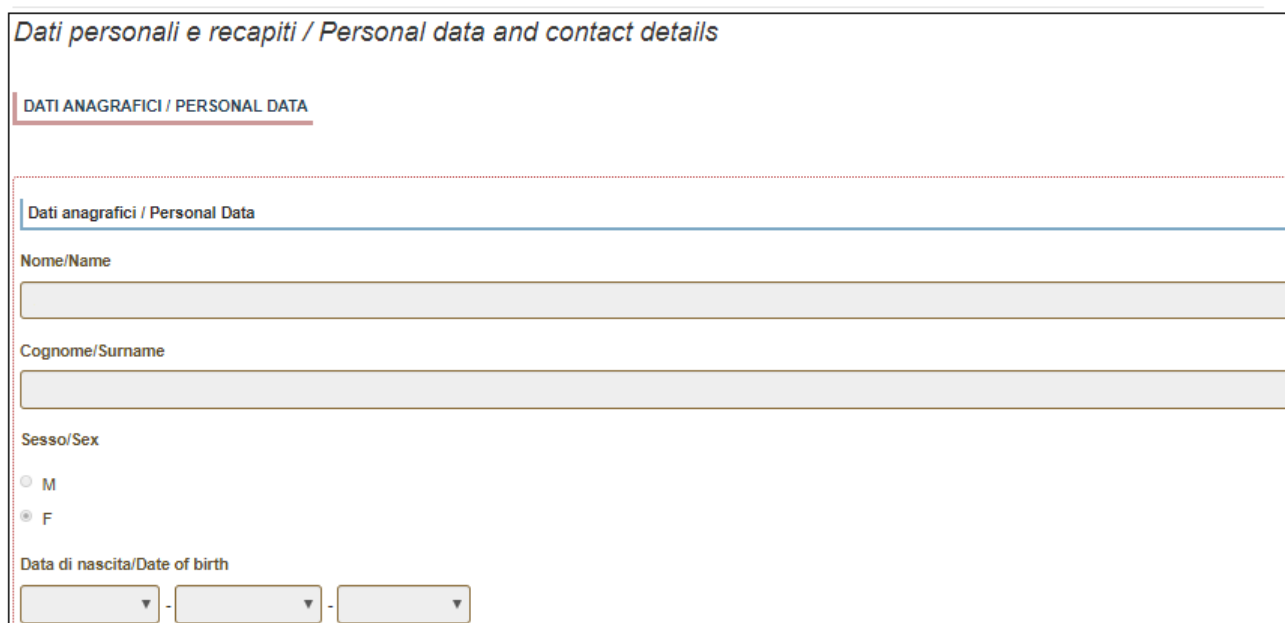 Dati personali e recapiti / Personal data and contact details
DATI ANAGRAFICI / PERSONAL DATA
Dati anagrafici / Personal Data
Nome/Name
Cognome/Surname
Sesso/Sex
M
F
Data di nascita/Date of birth
- -